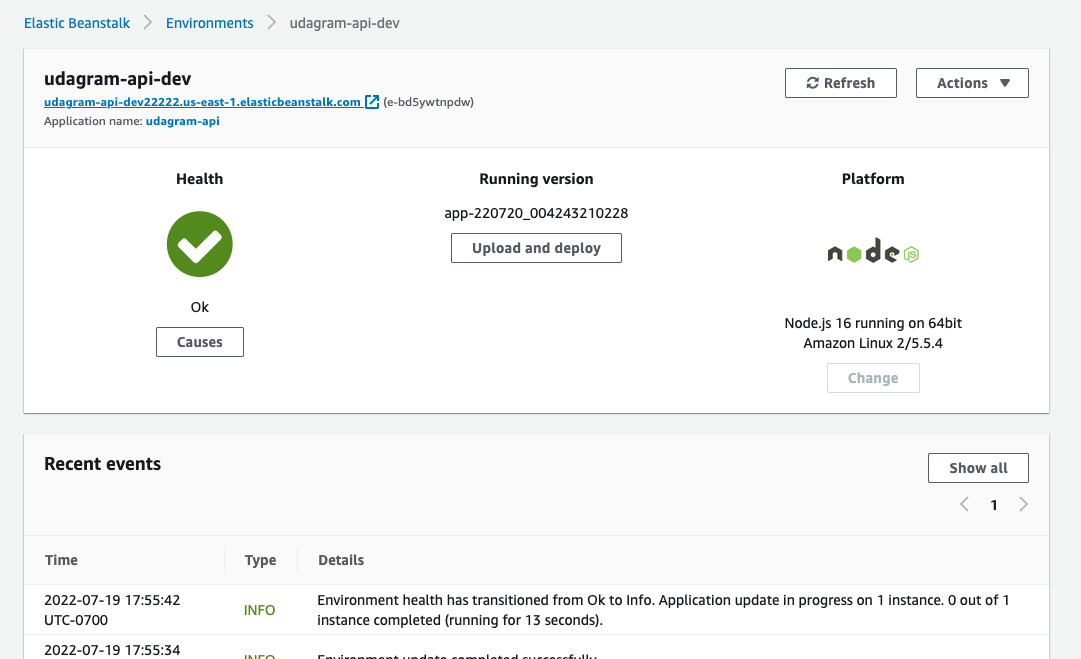 Elastic Beanstalk > Environments > udagram-api-dev
udagram-api-dev
Refresh
Actions ▼
udagram-api-dev22222.us-east-1.elasticbeanstalk.com (e-bd5ywtnpdw)
Application name: udagram-api
Health
Running version
Platform
app-220720_004243210228
Upload and deploy
node JS
Ok
Causes
Node.js 16 running on 64bit
Amazon Linux 2/5.5.4
Change
Recent events
Show all
< 1 >
Time Type Details
2022-07-19 17:55:42
UTC-0700
INFO
Environment health has transitioned from Ok to Info. Application update in progress on 1 instance. 0 out of 1
instance completed (running for 13 seconds).
2022-07-19 17:55:34
INFO
Environment update completed successfully.